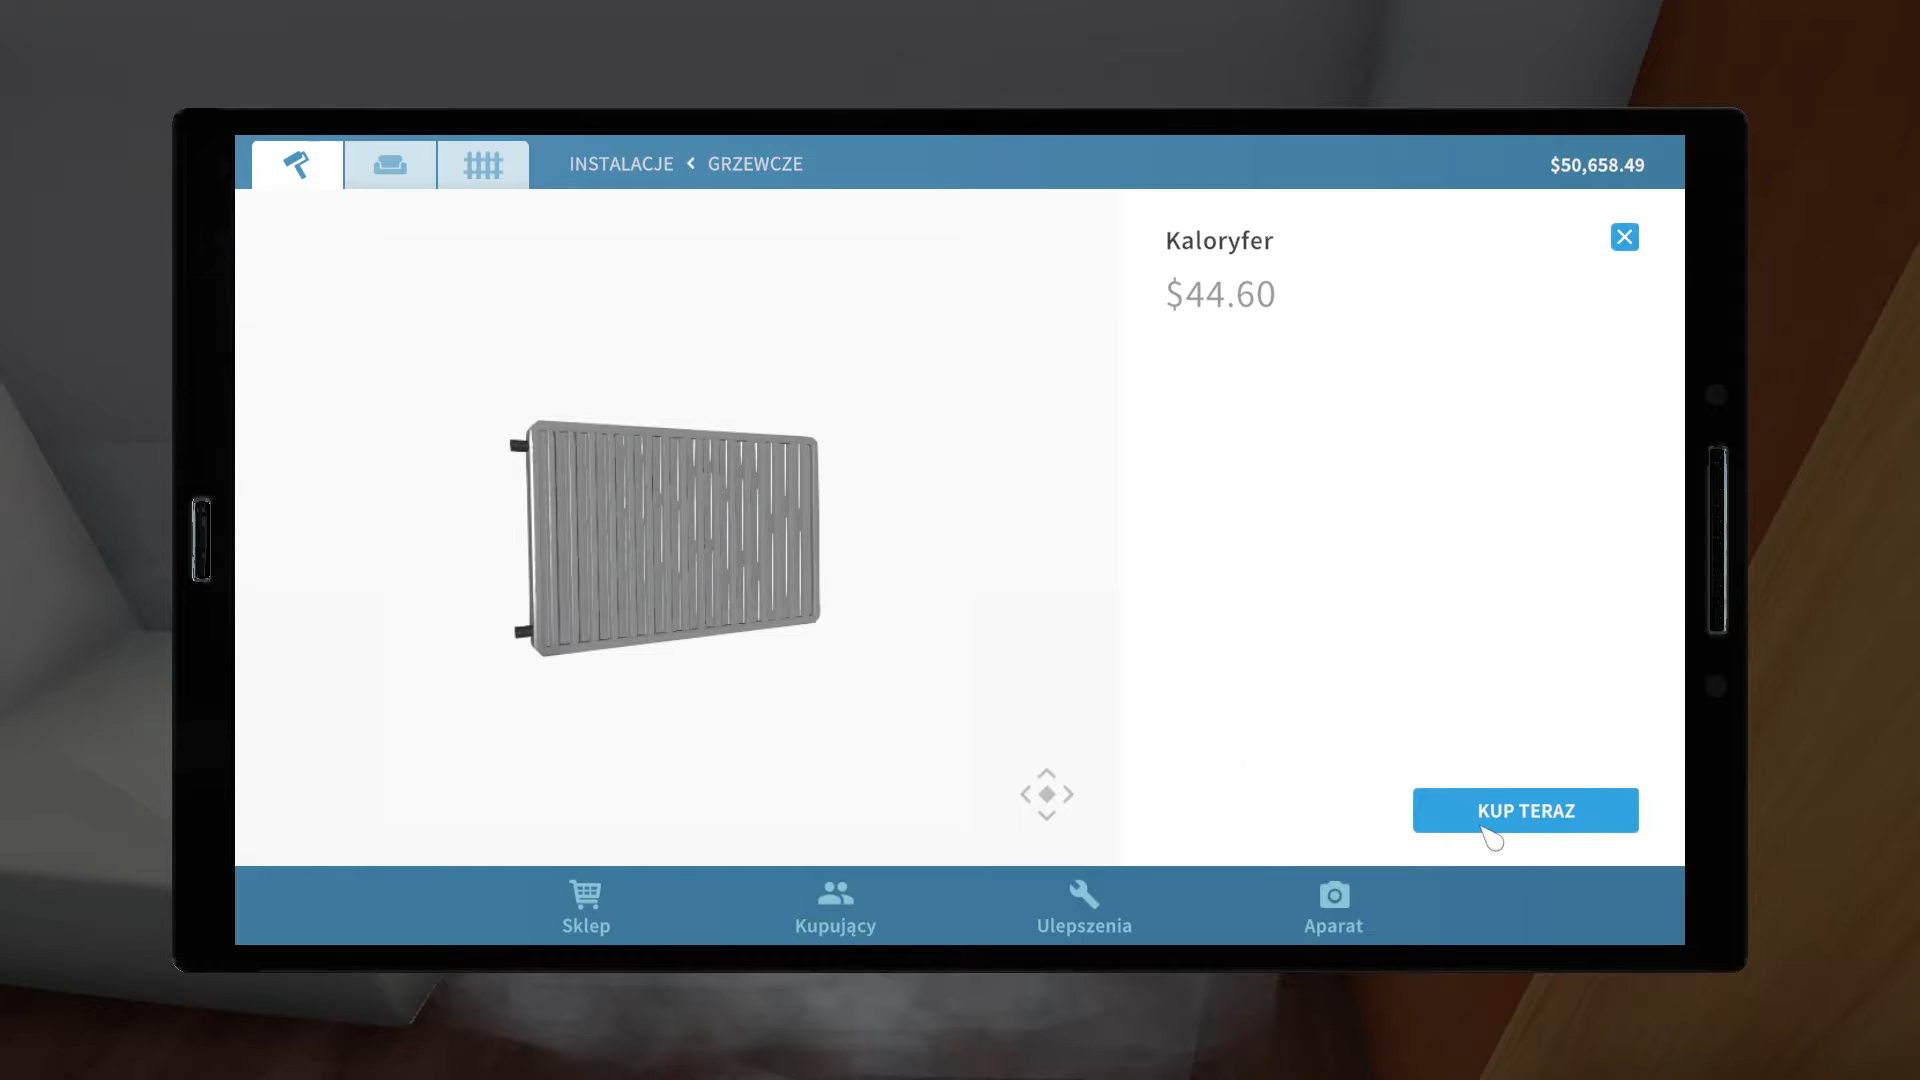 INSTALACJE < GRZEWCZE
$50,658.49
Kaloryfer
$44.60
KUP TERAZ
Sklep
Kupujący
Ulepszenia
Aparat